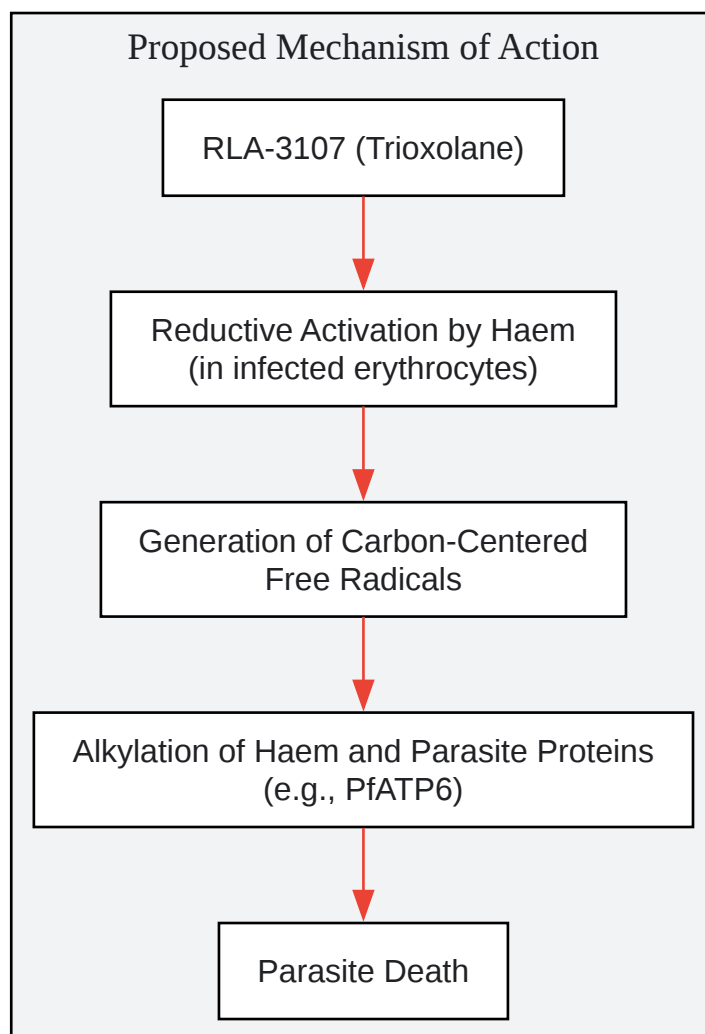 Proposed Mechanism of Action
RLA-3107 (Trioxolane)
Reductive Activation by Haem
(in infected erythrocytes)
Generation of Carbon-Centered
Free Radicals
Alkylation of Haem and Parasite Proteins
(e.g., PfATP6)
Parasite Death